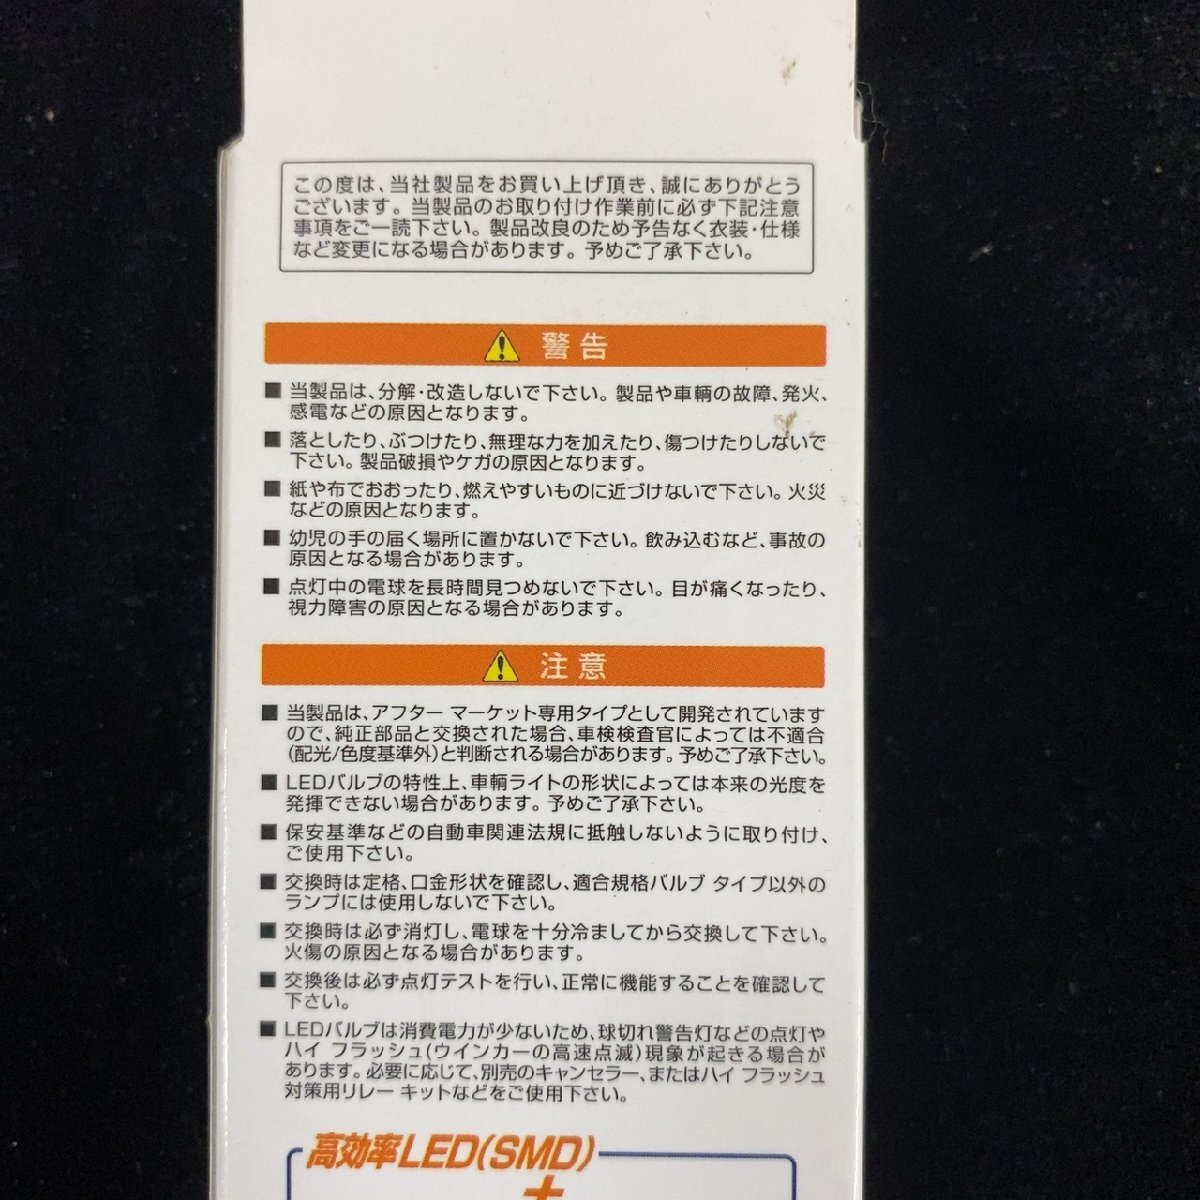 この度は、当社製品をお買い上げ頂き、誠にありがとう
ございます。当製品のお取り付け作業前に必ず下記注意
事項をご一読下さい。製品改良のため予告なく衣装・仕様
など変更になる場合があります。予めご了承下さい。
警告
■ 当製品は、分解・改造しないで下さい。製品や車輌の故障、発火、
感電などの原因となります。
■ 落としたり、ぶつけたり、無理な力を加えたり、傷つけたりしないで
下さい。製品破損やケガの原因となります。
■ 紙や布でおおったり、燃えやすいものに近づけないで下さい。火災
などの原因となります。
■ 幼児の手の届く場所に置かないで下さい。飲み込むなど、事故の
原因となる場合があります。
■ 点灯中の電球を長時間見つめないで下さい。目が痛くなったり、
視力障害の原因となる場合があります。
注意
■ 当製品は、アフター マーケット専用タイプとして開発されています
ので、純正部品と交換された場合、車検検査官によっては不適合
(配光/色度基準外)と判断される場合があります。予めご了承下さい。
■ LEDバルブの特性上、車輌ライトの形状によっては本来の光度を
発揮できない場合があります。予めご了承下さい。
■ 保安基準などの自動車関連法規に抵触しないように取り付け、
ご使用下さい。
■ 交換時は定格、口金形状を確認し、適合規格バルブ タイプ以外の
ランプには使用しないで下さい。
■ 交換時は必ず消灯し、電球を十分冷ましてから交換して下さい。
火傷の原因となる場合があります。
■ 交換後は必ず点灯テストを行い、正常に機能することを確認して
下さい。
■ LEDバルブは消費電力が少ないため、球切れ警告灯などの点灯や
ハイ フラッシュ(ウインカーの高速点滅)現象が起きる場合が
あります。必要に応じて、別売のキャンセラー、またはハイ フラッシュ
対策用リレー キットなどをご使用下さい。
高効率LED(SMD)
+